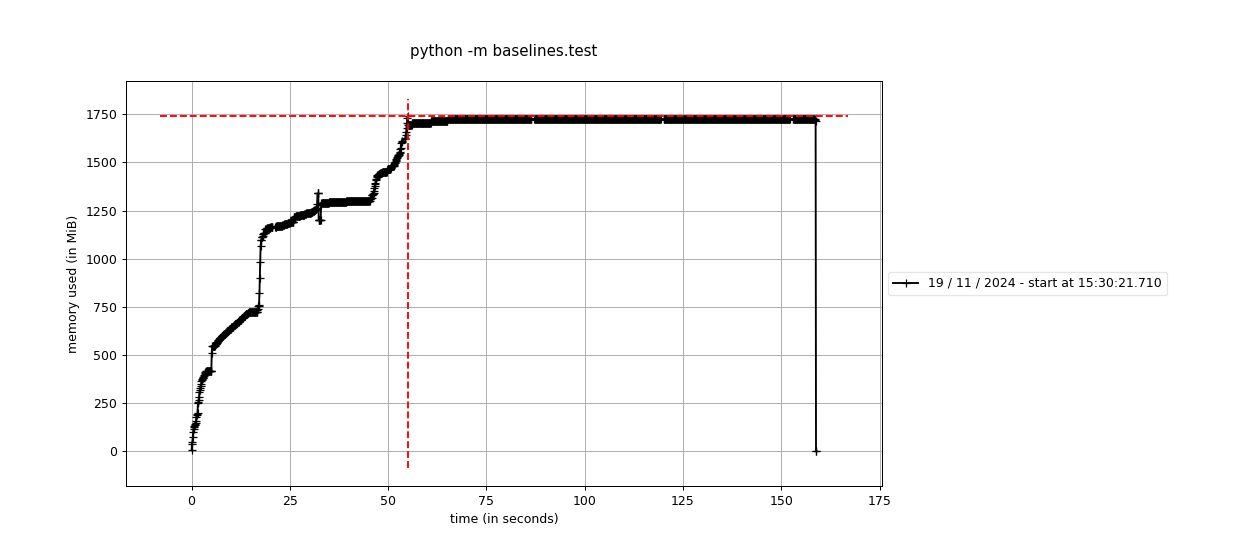 python -m baselines.test
1750
1500
1250
1000
750
500
250
0
memory used (in MiB)
0 25 50 75 100 125 150 175
time (in seconds)
19 / 11 / 2024 - start at 15:30:21.710